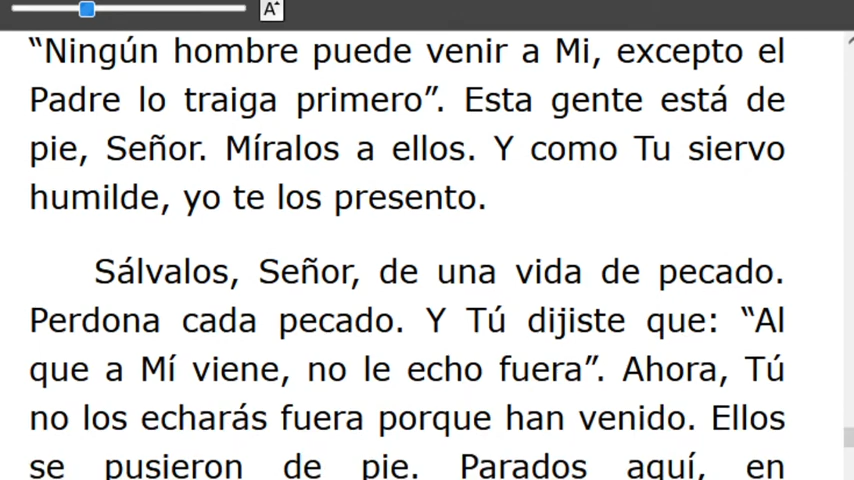 A
“Ningún hombre puede venir a Mi, excepto el
Padre lo traiga primero”. Esta gente está de
pie, Señor. Míralos a ellos. Y como Tu siervo
humilde, yo te los presento.
Sálvalos, Señor, de una vida de pecado.
Perdona cada pecado. Y Tú dijiste que: “Al
que a Mí viene, no le echo fuera”. Ahora, Tú
no los echarás fuera porque han venido. Ellos
se pusieron de pie. Parados aquí, en